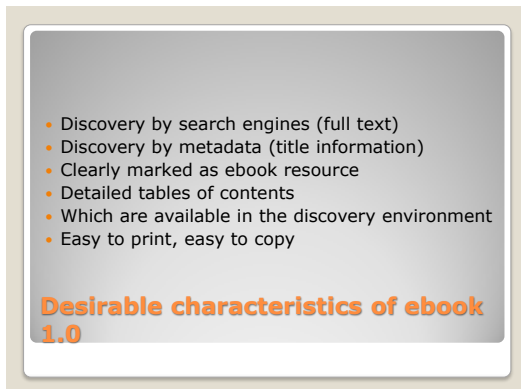 • Discovery by search engines (full text)
• Discovery by metadata (title information)
• Clearly marked as ebook resource
• Detailed tables of contents
• Which are available in the discovery environment
• Easy to print, easy to copy
Desirable characteristics of ebook
1.0